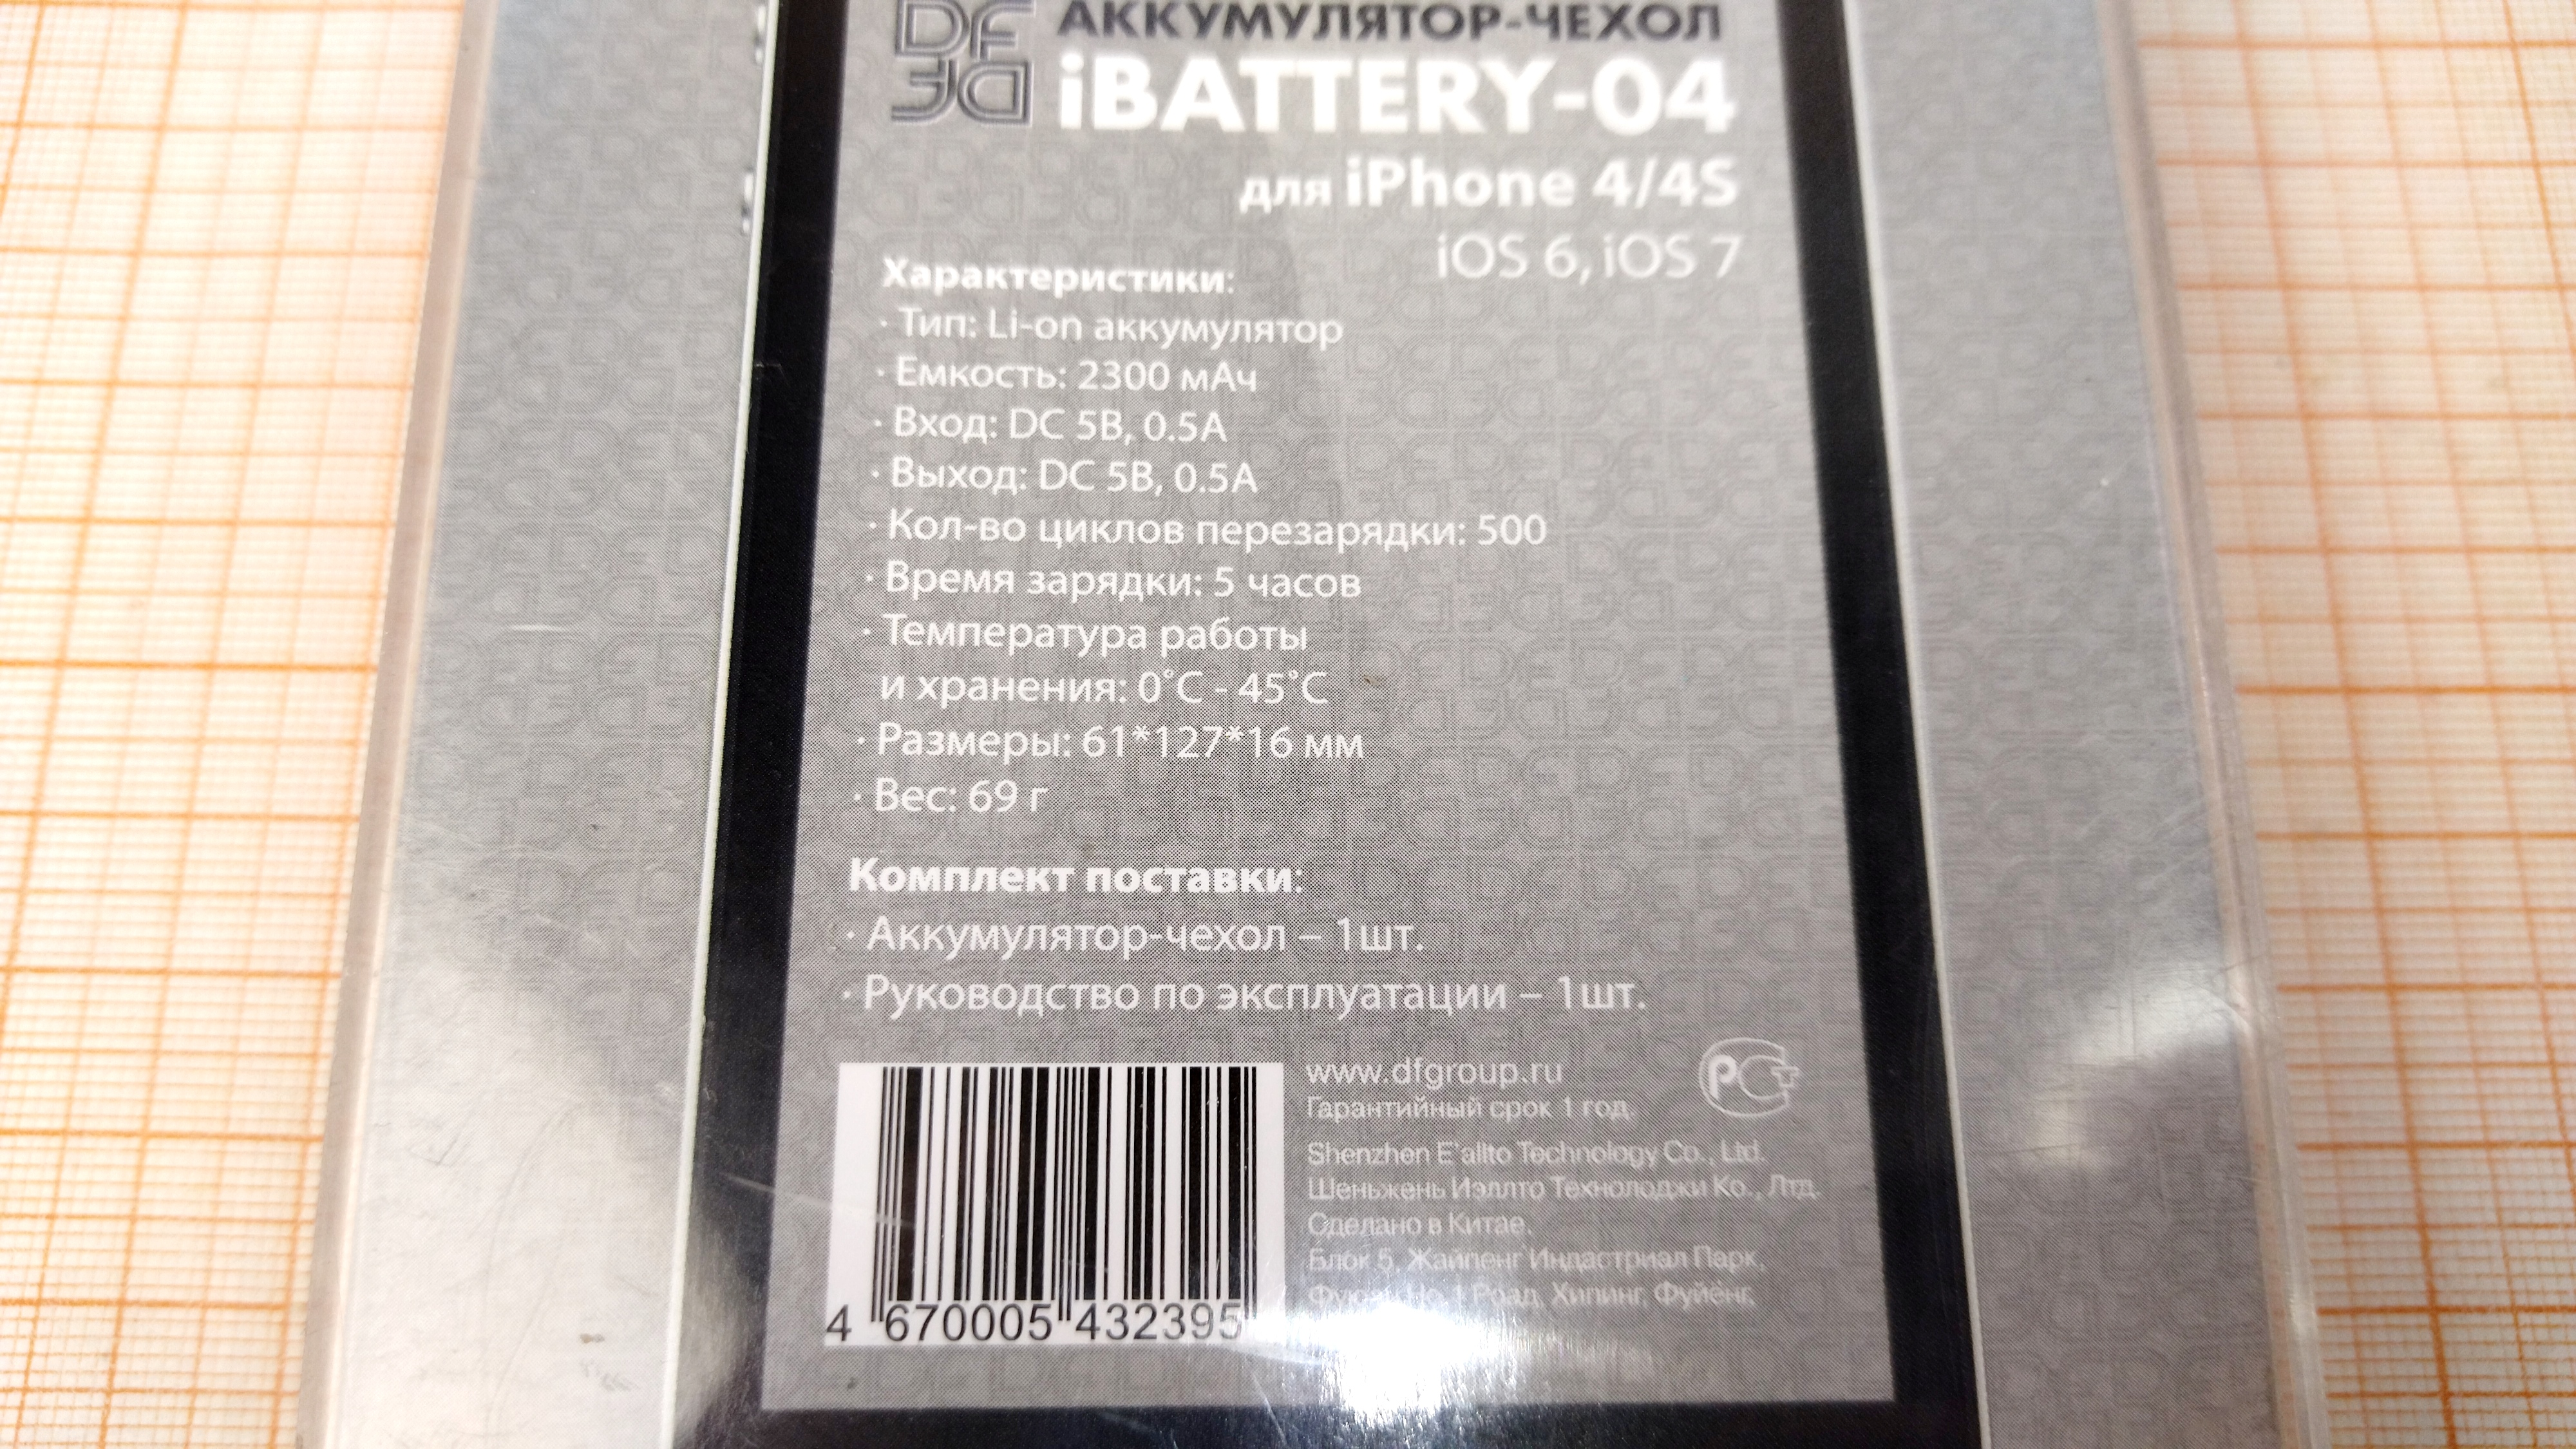 DF
АККУМУЛЯТОР-ЧЕХОЛ
iBATTERY-04
для iPhone 4/4S
iOS 6, iOS 7
Характеристики:
· Тип: Li-on аккумулятор
· Емкость: 2300 мАч
· Вход: DC 5В, 0.5А
· Выход: DC 5В, 0.5А
· Кол-во циклов перезарядки: 500
· Время зарядки: 5 часов
· Температура работы
и хранения: 0˚С - 45˚С
· Размеры: 61*127*16 мм
· Вес: 69 г
Комплект поставки:
· Аккумулятор-чехол – 1шт.
· Руководство по эксплуатации – 1шт.
www.dfgroup.ru
Гарантийный срок 1 год.
РСТ
Shenzhen E'allto Technology Co., Ltd.
Шеньжень Иэллто Технолоджи Ко., Лтд.
Сделано в Китае.
Блок 5, Жайпенг Индастриал Парк,
Роад, Хипинг, Фуйёнг,
4 670005 432395